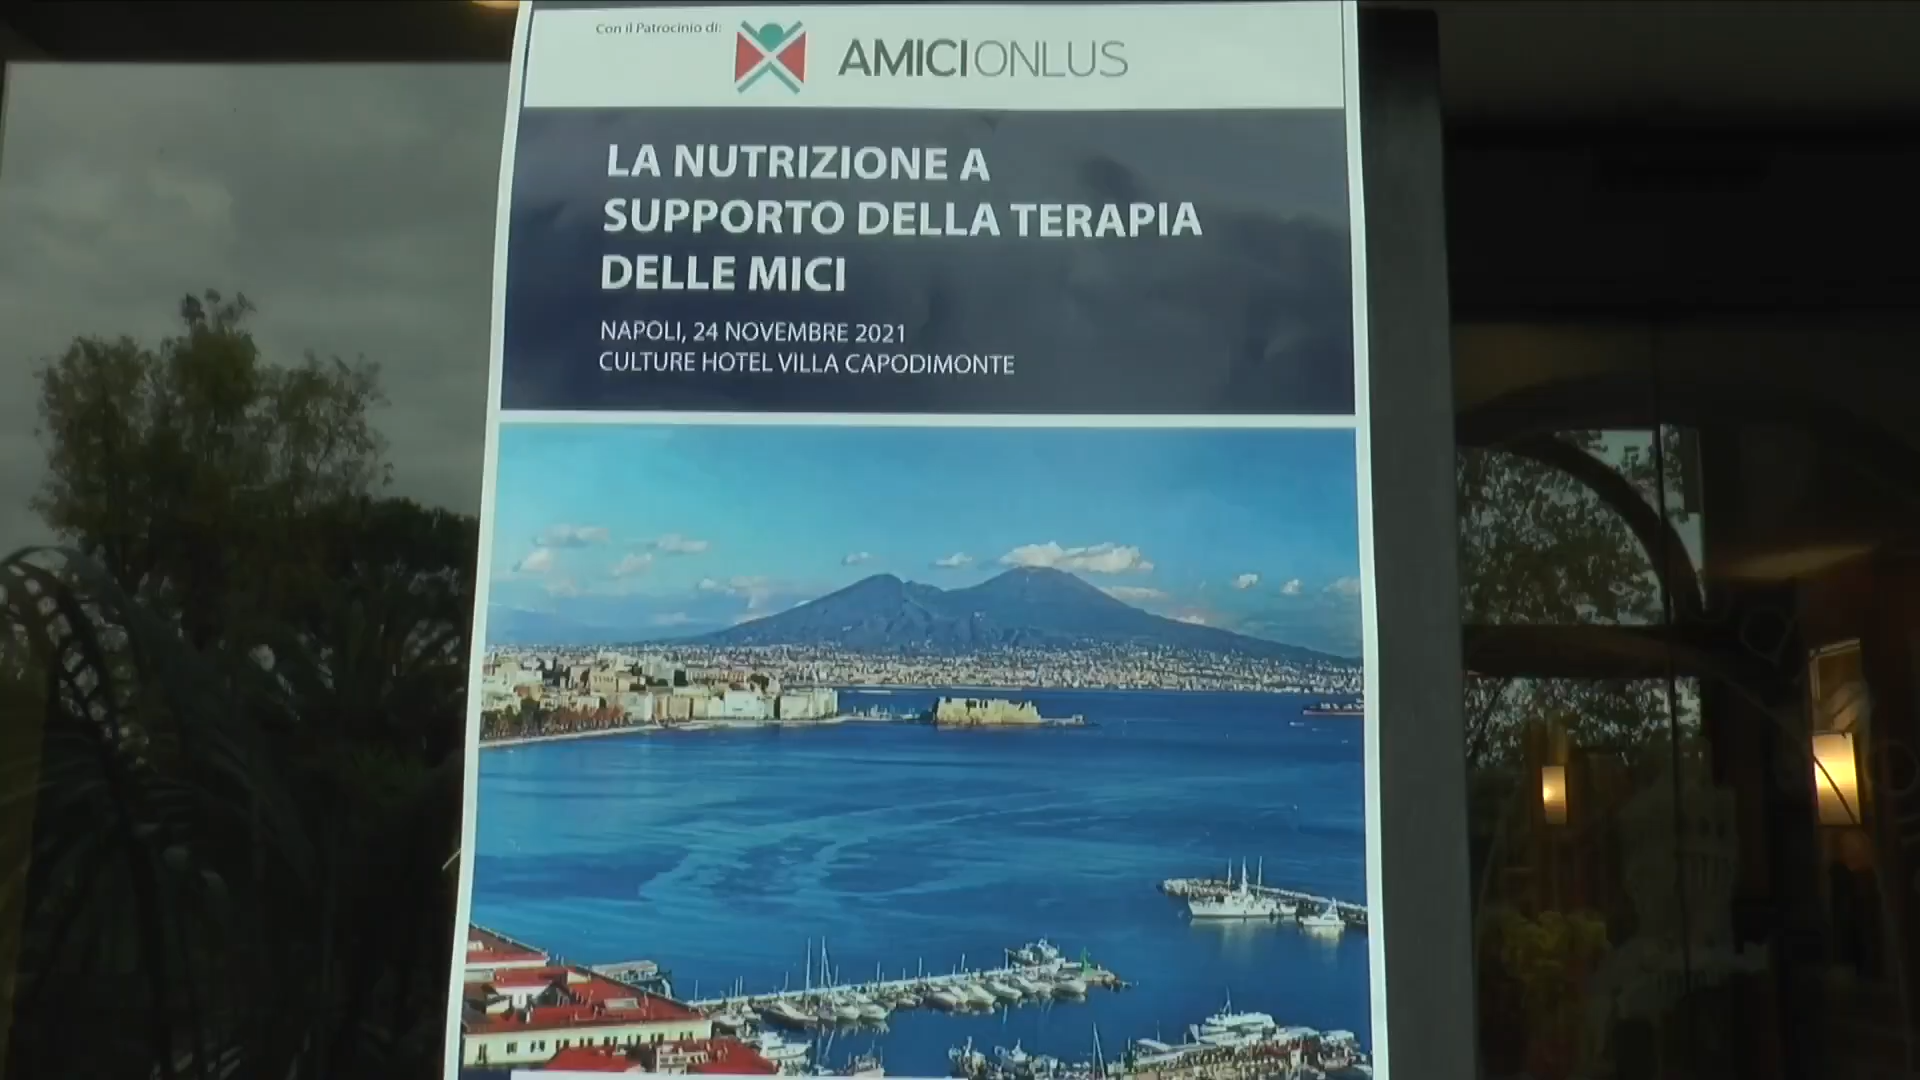 Con il Patrocinio di:
AMICI ONLUS
LA NUTRIZIONE A
SUPPORTO DELLA TERAPIA
DELLE MICI
NAPOLI, 24 NOVEMBRE 2021
CULTURE HOTEL VILLA CAPODIMONTE